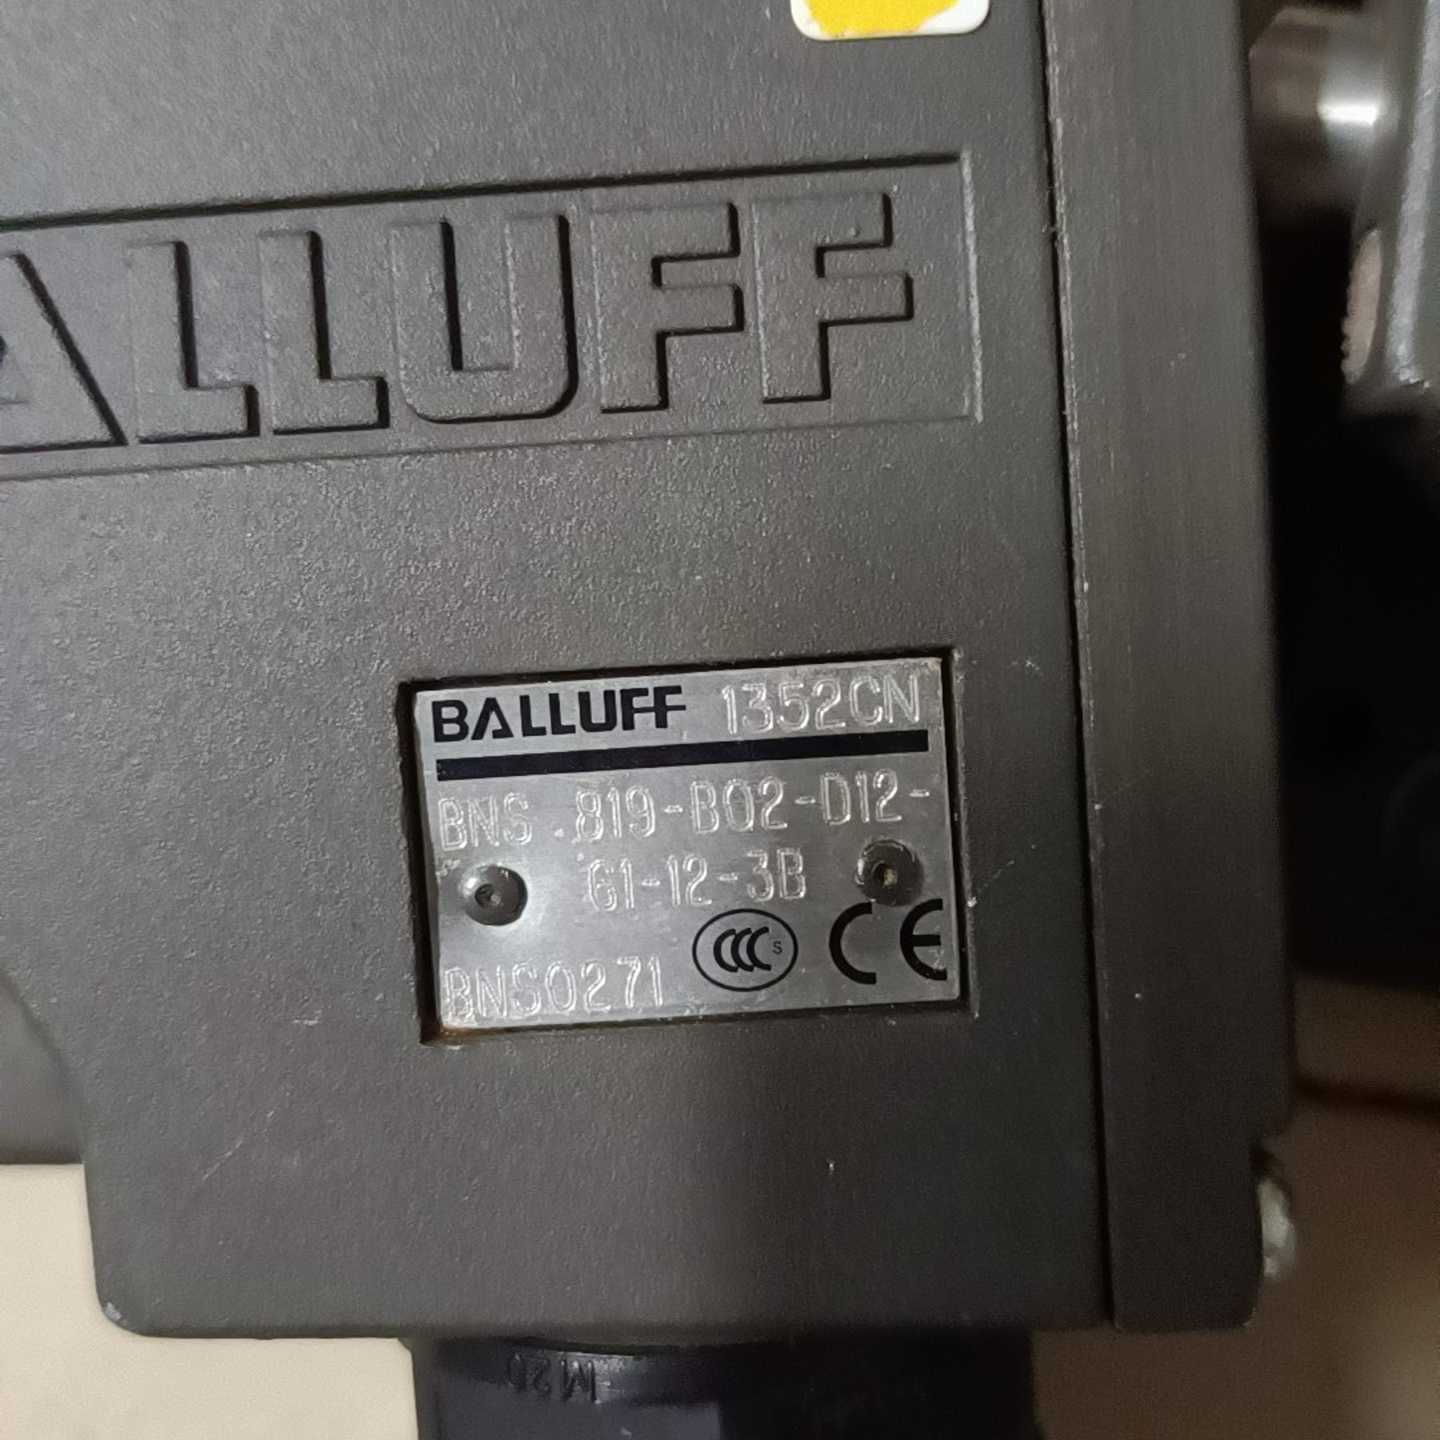 BALLUFF
BALLUFF 1352CN
BNS 819-B02-D12-
61-12-3B
CCC S CE
BNS0271
M20